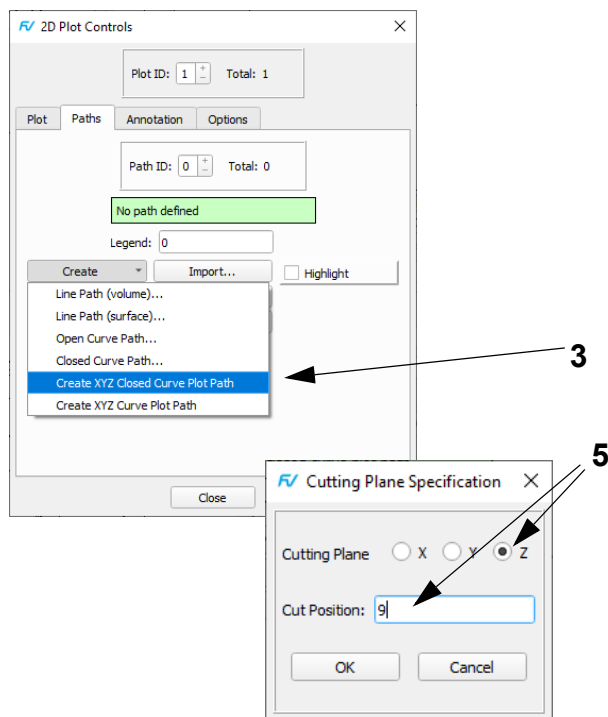 FV 2D Plot Controls
Plot ID: 1 Total: 1
Plot Paths Annotation Options
Path ID: 0 Total: 0
No path defined
Legend: 0
Create Import... Highlight
Line Path (volume)...
Line Path (surface)...
Open Curve Path...
Closed Curve Path...
Create XYZ Closed Curve Plot Path
Create XYZ Curve Plot Path
3
Close
5
FV Cutting Plane Specification
Cutting Plane X Y Z
Cut Position: 9
OK Cancel